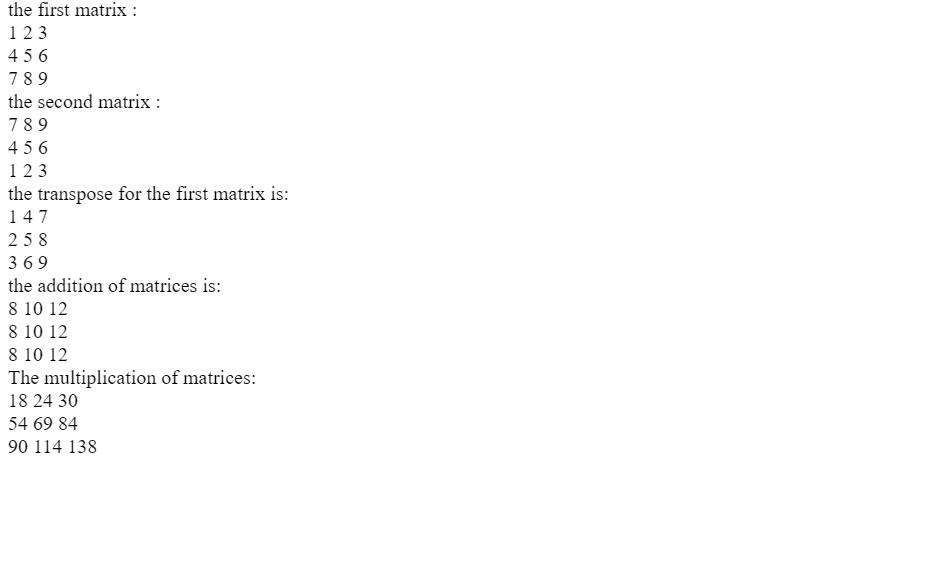 the first matrix :
1 2 3
4 5 6
7 8 9
the second matrix :
7 8 9
4 5 6
1 2 3
the transpose for the first matrix is:
1 4 7
2 5 8
3 6 9
the addition of matrices is:
8 10 12
8 10 12
8 10 12
The multiplication of matrices:
18 24 30
54 69 84
90 114 138